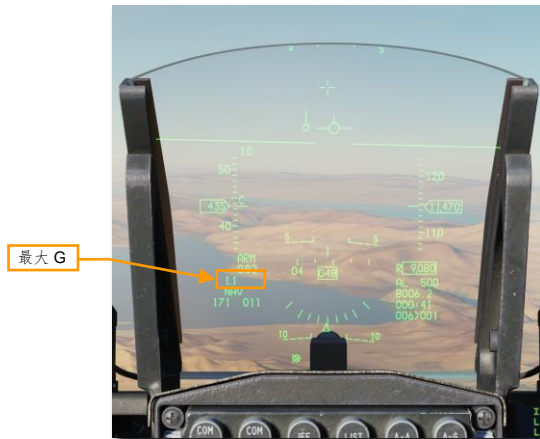 最大 G
1.0
50
435
C
40
120
11,470
110
5
5
ARM
04
048
R 9,080
1.1
AL 500
NAV
B006.2
171 011
000:41
006>001
10
10
COM
COM
IFF
LIST
A-A
A-G